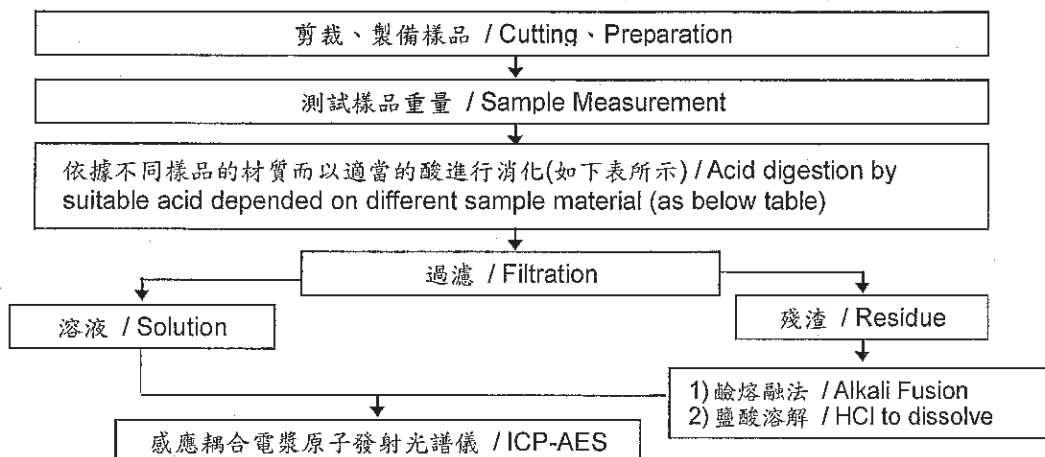 剪裁、製備樣品 / Cutting、Preparation
測試樣品重量 / Sample Measurement
依據不同樣品的材質而以適當的酸進行消化(如下表所示) / Acid digestion by
suitable acid depended on different sample material (as below table)
過濾 / Filtration
溶液 / Solution
殘渣 / Residue
1) 鹼熔融法 / Alkali Fusion
2) 鹽酸溶解 / HCl to dissolve
感應耦合電漿原子發射光譜儀 / ICP-AES